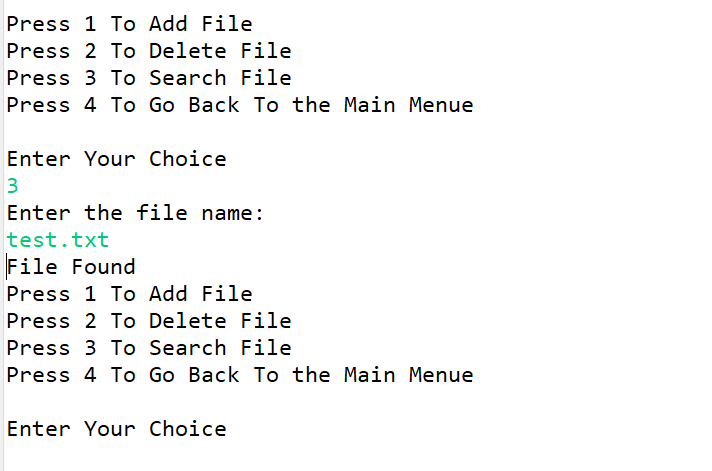 Press 1 To Add File
Press 2 To Delete File
Press 3 To Search File
Press 4 To Go Back To the Main Menue
Enter Your Choice
3
Enter the file name:
test.txt
File Found
Press 1 To Add File
Press 2 To Delete File
Press 3 To Search File
Press 4 To Go Back To the Main Menue
Enter Your Choice